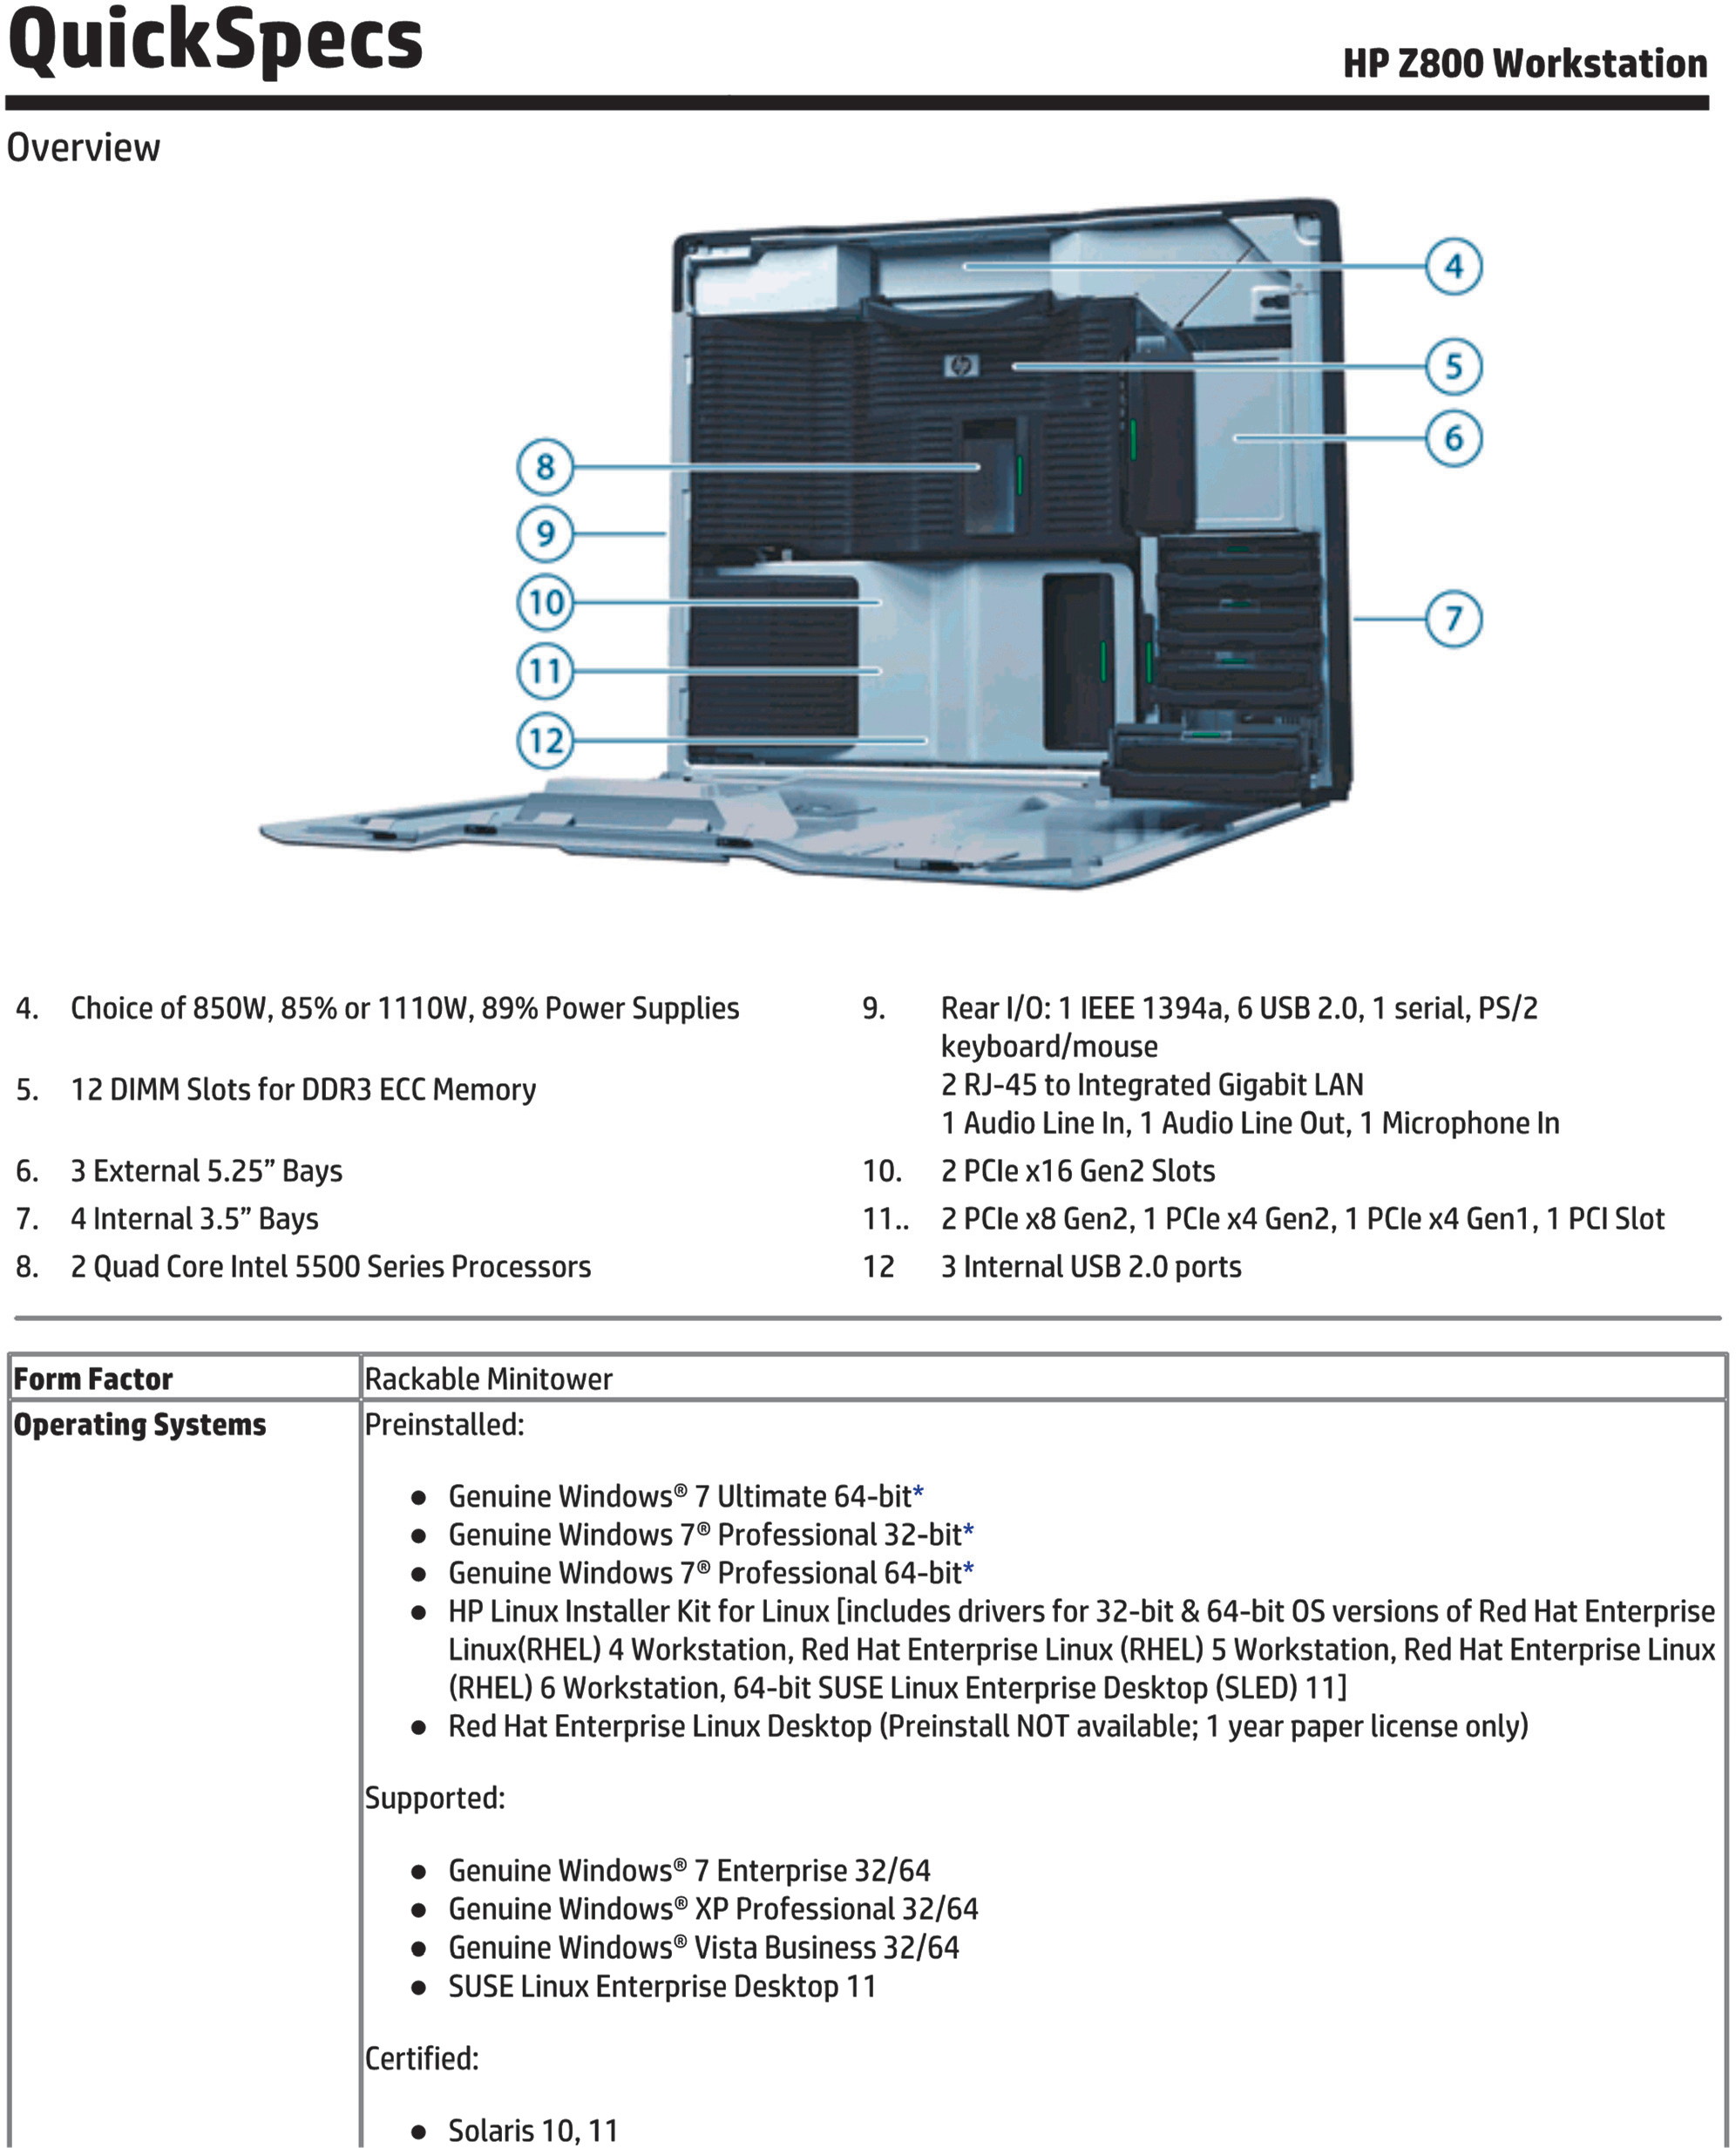 QuickSpecs
HP Z800 Workstation
Overview
4
5
6
7
8
9
10
11
12
hp
4. Choice of 850W, 85% or 1110W, 89% Power Supplies
5. 12 DIMM Slots for DDR3 ECC Memory
6. 3 External 5.25” Bays
7. 4 Internal 3.5” Bays
8. 2 Quad Core Intel 5500 Series Processors
9. Rear I/O: 1 IEEE 1394a, 6 USB 2.0, 1 serial, PS/2
keyboard/mouse
2 RJ-45 to Integrated Gigabit LAN
1 Audio Line In, 1 Audio Line Out, 1 Microphone In
10. 2 PCIe x16 Gen2 Slots
11.. 2 PCIe x8 Gen2, 1 PCIe x4 Gen2, 1 PCIe x4 Gen1, 1 PCI Slot
12 3 Internal USB 2.0 ports
Form Factor Rackable Minitower
Operating Systems Preinstalled:
● Genuine Windows® 7 Ultimate 64-bit*
● Genuine Windows 7® Professional 32-bit*
● Genuine Windows 7® Professional 64-bit*
● HP Linux Installer Kit for Linux [includes drivers for 32-bit & 64-bit OS versions of Red Hat Enterprise
Linux(RHEL) 4 Workstation, Red Hat Enterprise Linux (RHEL) 5 Workstation, Red Hat Enterprise Linux
(RHEL) 6 Workstation, 64-bit SUSE Linux Enterprise Desktop (SLED) 11]
● Red Hat Enterprise Linux Desktop (Preinstall NOT available; 1 year paper license only)
Supported:
● Genuine Windows® 7 Enterprise 32/64
● Genuine Windows® XP Professional 32/64
● Genuine Windows® Vista Business 32/64
● SUSE Linux Enterprise Desktop 11
Certified:
● Solaris 10, 11